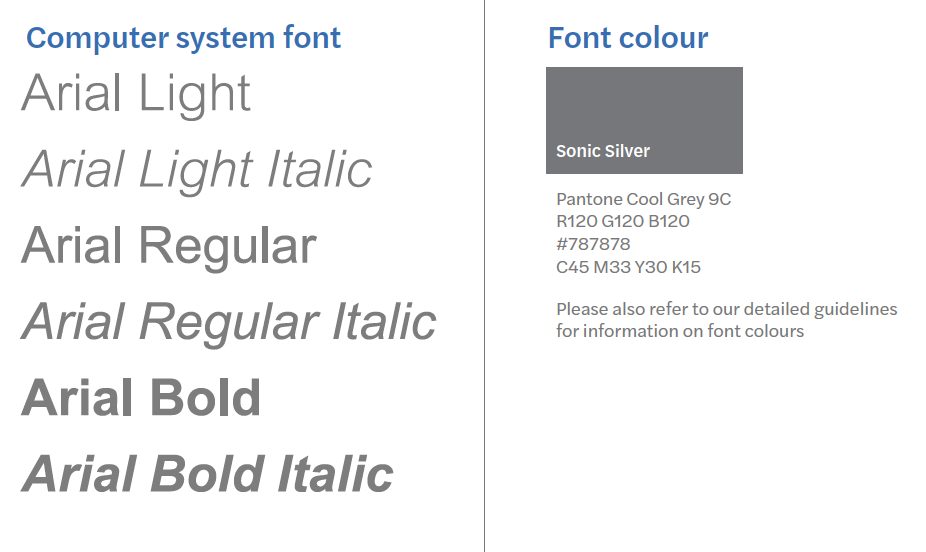 Computer system font
Arial Light
Arial Light Italic
Arial Regular
Arial Regular Italic
Arial Bold
Arial Bold Italic
Font colour
Sonic Silver
Pantone Cool Grey 9C
R120 G120 B120
#787878
C45 M33 Y30 K15
Please also refer to our detailed guidelines
for information on font colours